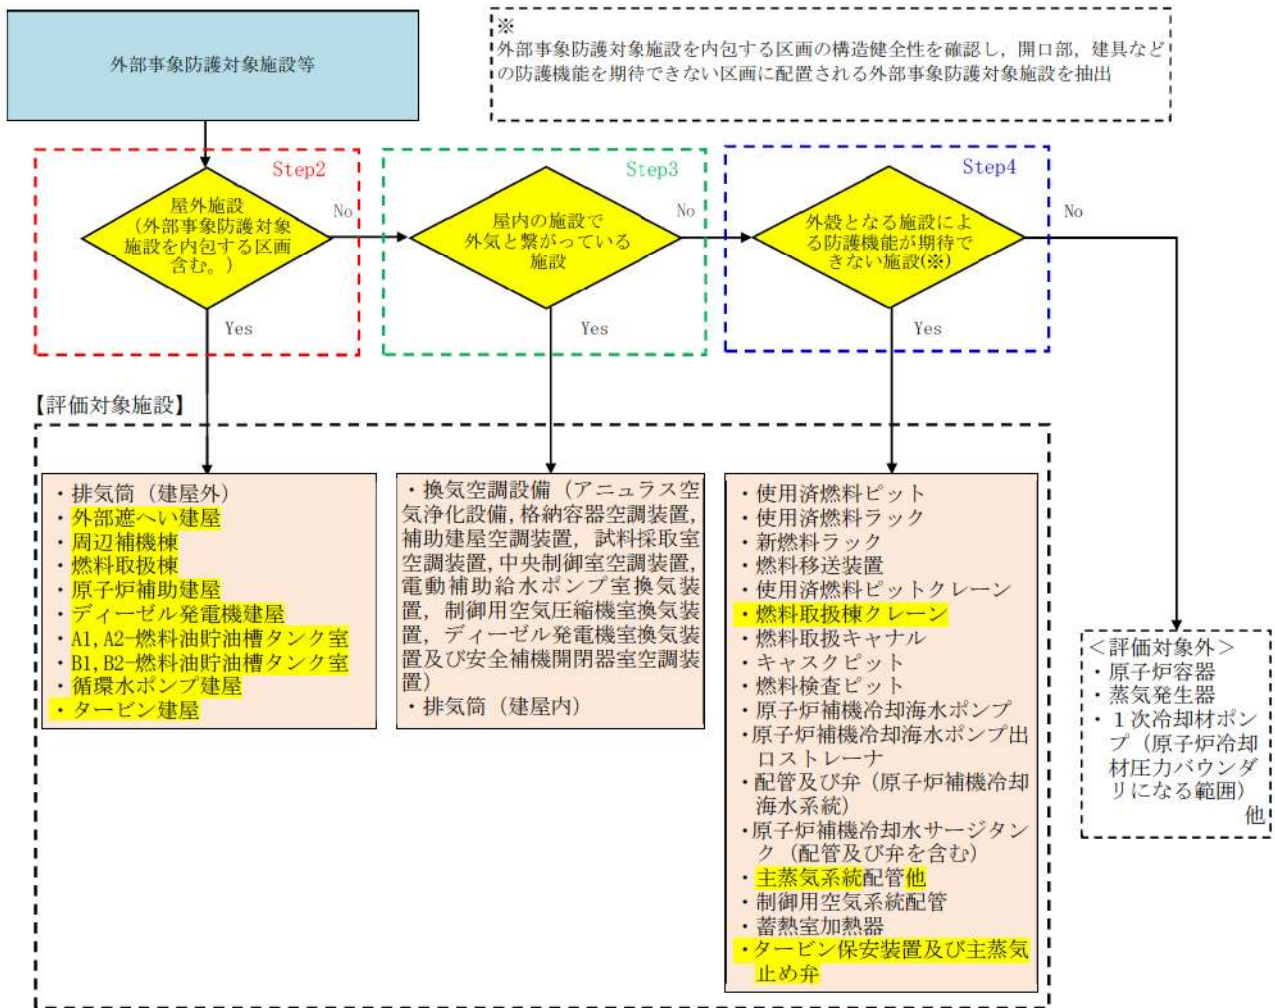 外部事象防護対象施設等
※
外部事象防護対象施設を内包する区画の構造健全性を確認し，開口部，建具など
の防護機能を期待できない区画に配置される外部事象防護対象施設を抽出
Step2
屋外施設
（外部事象防護対象
施設を内包する区画
含む。）
No
Yes
Step3
屋内の施設で
外気と繋がっている
施設
No
Yes
Step4
外殻となる施設によ
る防護機能が期待で
きない施設(※)
No
Yes
【評価対象施設】
・排気筒（建屋外）
・外部遮へい建屋
・周辺補機棟
・燃料取扱棟
・原子炉補助建屋
・ディーゼル発電機建屋
・A1, A2-燃料油貯油槽タンク室
・B1, B2-燃料油貯油槽タンク室
・循環水ポンプ建屋
・タービン建屋
・換気空調設備（アニュラス空
気浄化設備, 格納容器空調装置,
補助建屋空調装置, 試料採取室
空調装置, 中央制御室空調装置,
電動補助給水ポンプ室換気装
置, 制御用空気圧縮機室換気装
置, ディーゼル発電機室換気装
置及び安全補機開閉器室空調装
置）
・排気筒（建屋内）
・使用済燃料ピット
・使用済燃料ラック
・新燃料ラック
・燃料移送装置
・使用済燃料ピットクレーン
・燃料取扱棟クレーン
・燃料取扱キャナル
・キャスクピット
・燃料検査ピット
・原子炉補機冷却海水ポンプ
・原子炉補機冷却海水ポンプ出
口ストレーナ
・配管及び弁（原子炉補機冷却
海水系統）
・原子炉補機冷却水サージタン
ク（配管及び弁を含む）
・主蒸気系統配管他
・制御用空気系統配管
・蓄熱室加熱器
・タービン保安装置及び主蒸気
止め弁
＜評価対象外＞
・原子炉容器
・蒸気発生器
・１次冷却材ポン
プ（原子炉冷却
材圧力バウンダ
リになる範囲）
他